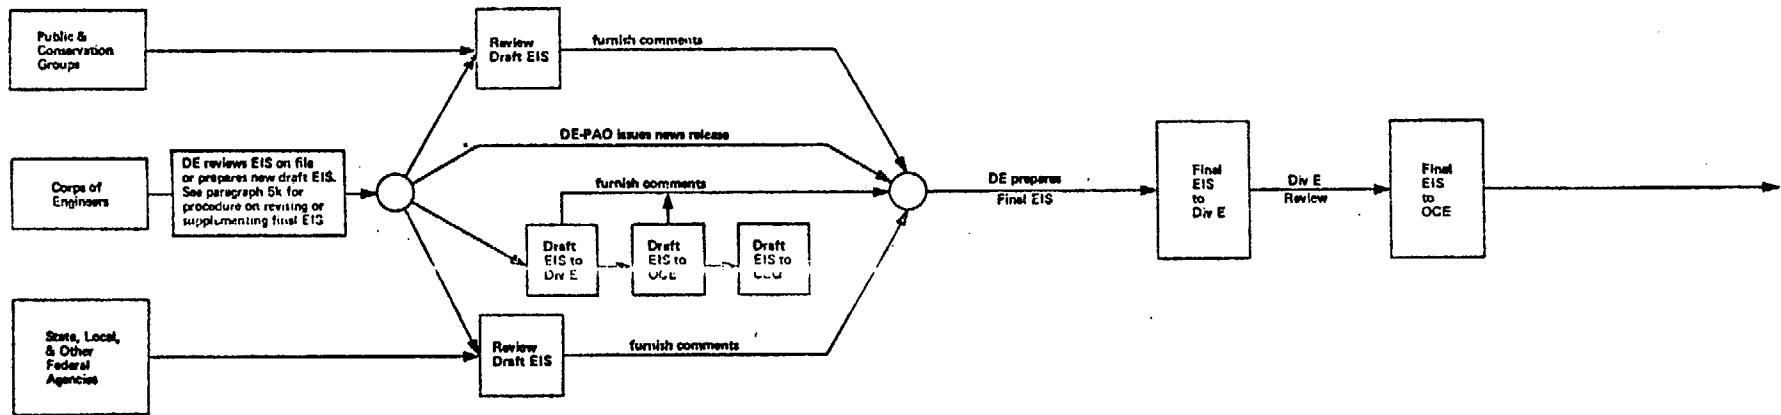 Public &
Conservation
Groups
Review
Draft EIS
furnish comments
DE-PAO issues news release
Corps of
Engineers
DE reviews EIS on file
or prepares new draft EIS.
See paragraph 5k for
procedure on revising or
supplementing final EIS
furnish comments
Draft
EIS to
Div E
Draft
EIS to
OCE
Draft
EIS to
CEQ
DE prepares
Final EIS
Final
EIS
to
Div E
Div E
Review
Final
EIS
to
OCE
State, Local,
& Other
Federal
Agencies
Review
Draft EIS
furnish comments